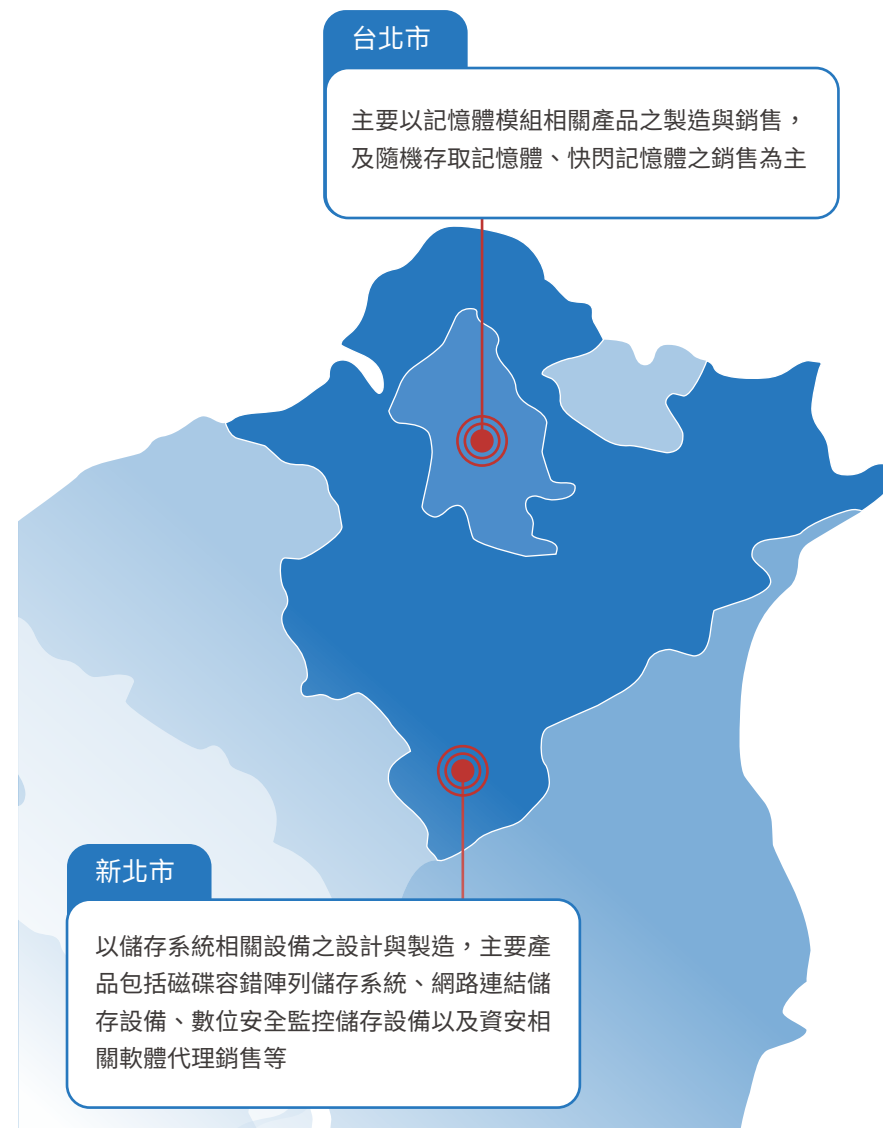 台北市
主要以記憶體模組相關產品之製造與銷售，
及隨機存取記憶體、快閃記憶體之銷售為主
新北市
以儲存系統相關設備之設計與製造，主要產
品包括磁碟容錯陣列儲存系統、網路連結儲
存設備、數位安全監控儲存設備以及資安相
關軟體代理銷售等